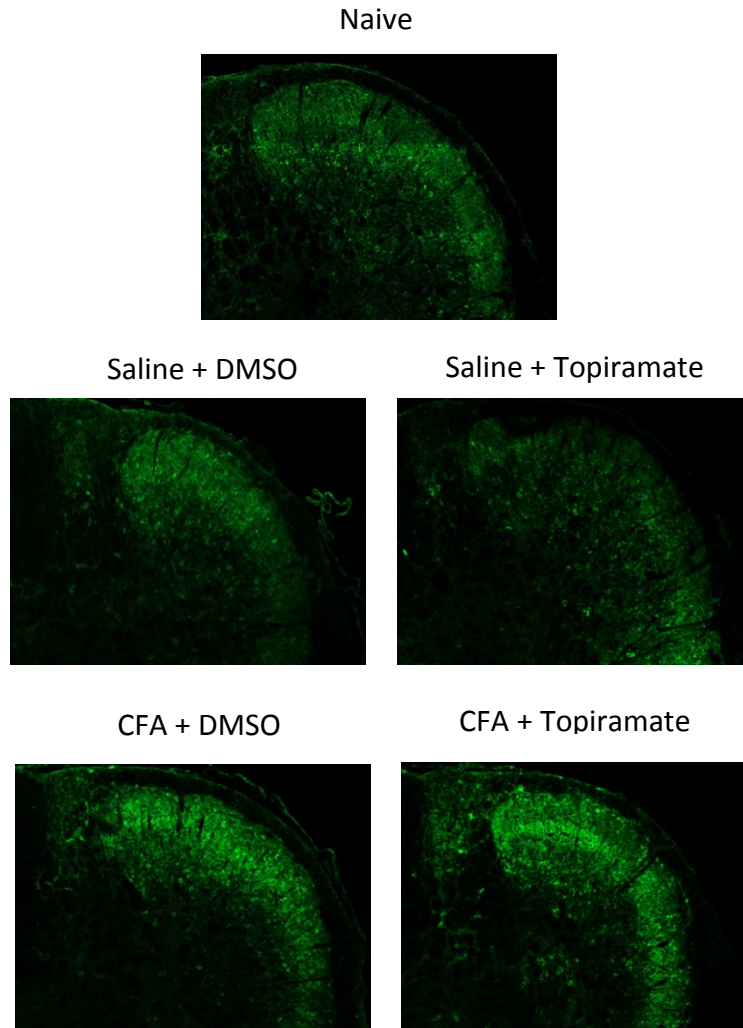 Naive
Saline + DMSO
Saline + Topiramate
CFA + DMSO
CFA + Topiramate